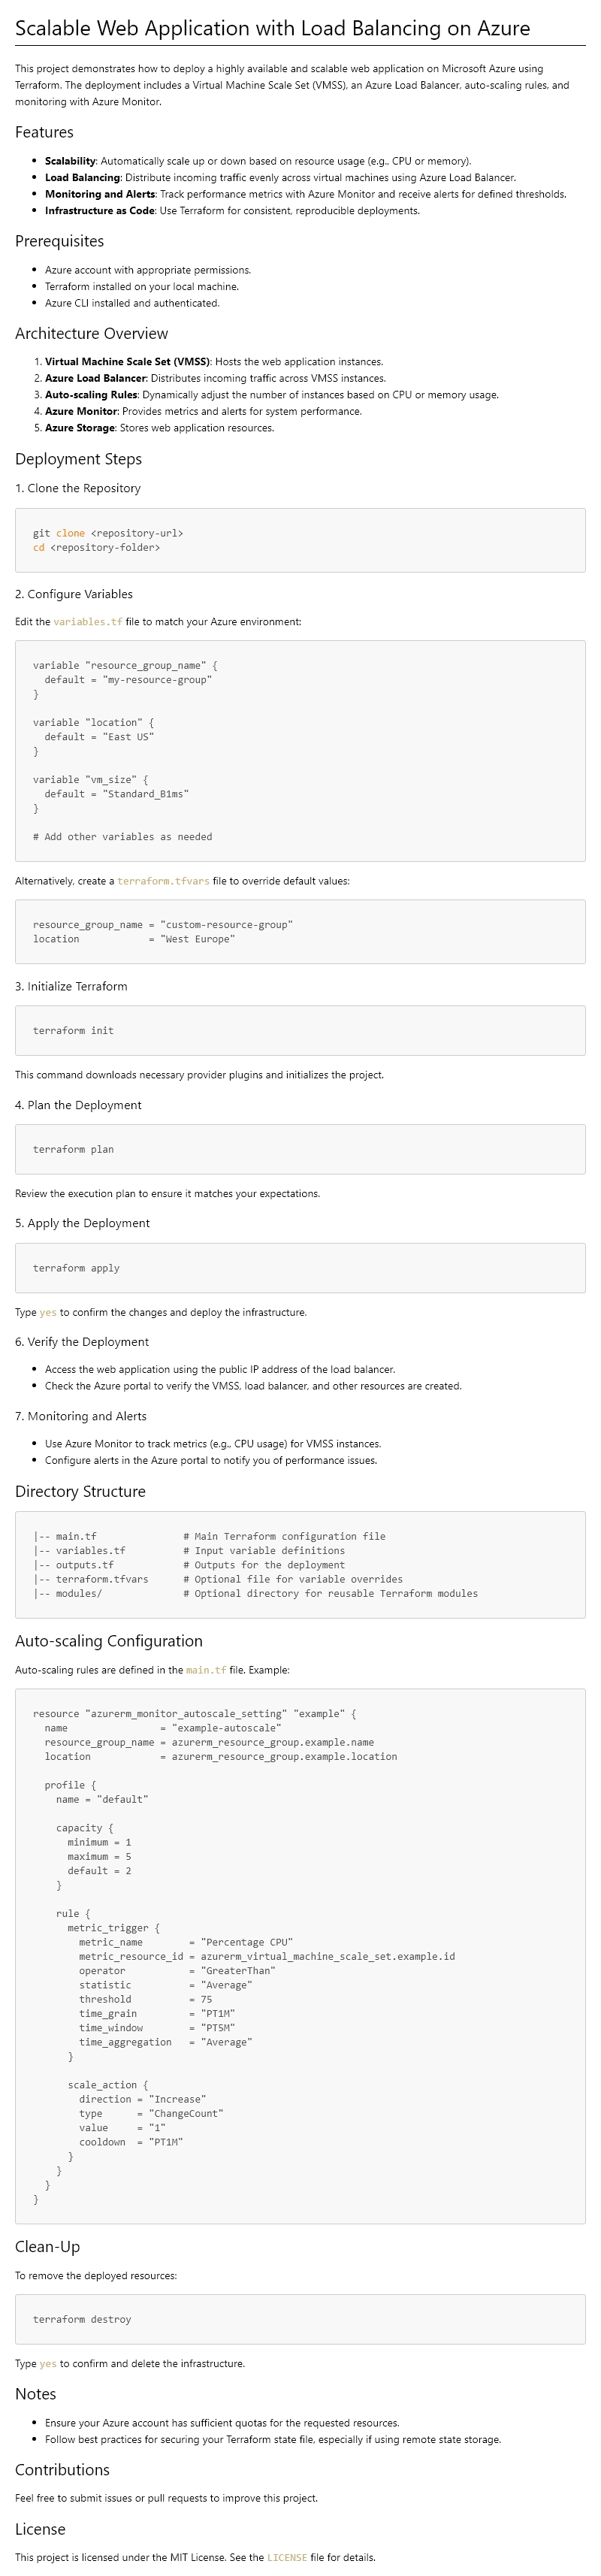 Scalable Web Application with Load Balancing on Azure
This project demonstrates how to deploy a highly available and scalable web application on Microsoft Azure using
Terraform. The deployment includes a Virtual Machine Scale Set (VMSS), an Azure Load Balancer, auto-scaling rules, and
monitoring with Azure Monitor.
Features
• Scalability: Automatically scale up or down based on resource usage (e.g., CPU or memory).
• Load Balancing: Distribute incoming traffic evenly across virtual machines using Azure Load Balancer.
• Monitoring and Alerts: Track performance metrics with Azure Monitor and receive alerts for defined thresholds.
• Infrastructure as Code: Use Terraform for consistent, reproducible deployments.
Prerequisites
• Azure account with appropriate permissions.
• Terraform installed on your local machine.
• Azure CLI installed and authenticated.
Architecture Overview
1. Virtual Machine Scale Set (VMSS): Hosts the web application instances.
2. Azure Load Balancer: Distributes incoming traffic across VMSS instances.
3. Auto-scaling Rules: Dynamically adjust the number of instances based on CPU or memory usage.
4. Azure Monitor: Provides metrics and alerts for system performance.
5. Azure Storage: Stores web application resources.
Deployment Steps
1. Clone the Repository
git clone <repository-url>
cd <repository-folder>
2. Configure Variables
Edit the variables.tf file to match your Azure environment:
variable "resource_group_name" {
  default = "my-resource-group"
}
variable "location" {
  default = "East US"
}
variable "vm_size" {
  default = "Standard_B1ms"
}
# Add other variables as needed
Alternatively, create a terraform.tfvars file to override default values:
resource_group_name = "custom-resource-group"
location            = "West Europe"
3. Initialize Terraform
terraform init
This command downloads necessary provider plugins and initializes the project.
4. Plan the Deployment
terraform plan
Review the execution plan to ensure it matches your expectations.
5. Apply the Deployment
terraform apply
Type yes to confirm the changes and deploy the infrastructure.
6. Verify the Deployment
• Access the web application using the public IP address of the load balancer.
• Check the Azure portal to verify the VMSS, load balancer, and other resources are created.
7. Monitoring and Alerts
• Use Azure Monitor to track metrics (e.g., CPU usage) for VMSS instances.
• Configure alerts in the Azure portal to notify you of performance issues.
Directory Structure
|-- main.tf               # Main Terraform configuration file
|-- variables.tf          # Input variable definitions
|-- outputs.tf            # Outputs for the deployment
|-- terraform.tfvars      # Optional file for variable overrides
|-- modules/              # Optional directory for reusable Terraform modules
Auto-scaling Configuration
Auto-scaling rules are defined in the main.tf file. Example:
resource "azurerm_monitor_autoscale_setting" "example" {
  name                = "example-autoscale"
  resource_group_name = azurerm_resource_group.example.name
  location            = azurerm_resource_group.example.location
  profile {
    name = "default"
    capacity {
      minimum = 1
      maximum = 5
      default = 2
    }
    rule {
      metric_trigger {
        metric_name        = "Percentage CPU"
        metric_resource_id = azurerm_virtual_machine_scale_set.example.id
        operator           = "GreaterThan"
        statistic          = "Average"
        threshold          = 75
        time_grain         = "PT1M"
        time_window        = "PT5M"
        time_aggregation   = "Average"
      }
      scale_action {
        direction = "Increase"
        type      = "ChangeCount"
        value     = "1"
        cooldown  = "PT1M"
      }
    }
  }
}
Clean-Up
To remove the deployed resources:
terraform destroy
Type yes to confirm and delete the infrastructure.
Notes
• Ensure your Azure account has sufficient quotas for the requested resources.
• Follow best practices for securing your Terraform state file, especially if using remote state storage.
Contributions
Feel free to submit issues or pull requests to improve this project.
License
This project is licensed under the MIT License. See the LICENSE file for details.